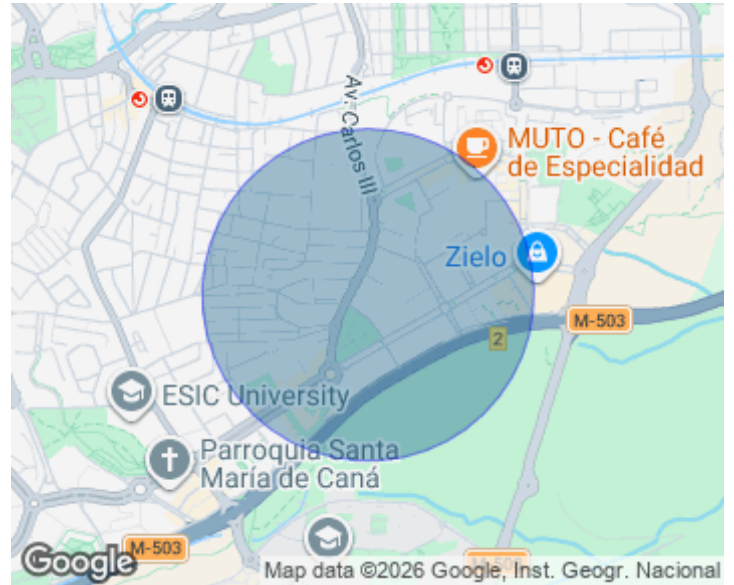 Av. Carlos III
MUTO - Café
de Especialidad
Zielo
M-503
2
ESIC University
Parroquia Santa
María de Caná
M-503
Google
Map data ©2026 Google, Inst. Geogr. Nacional